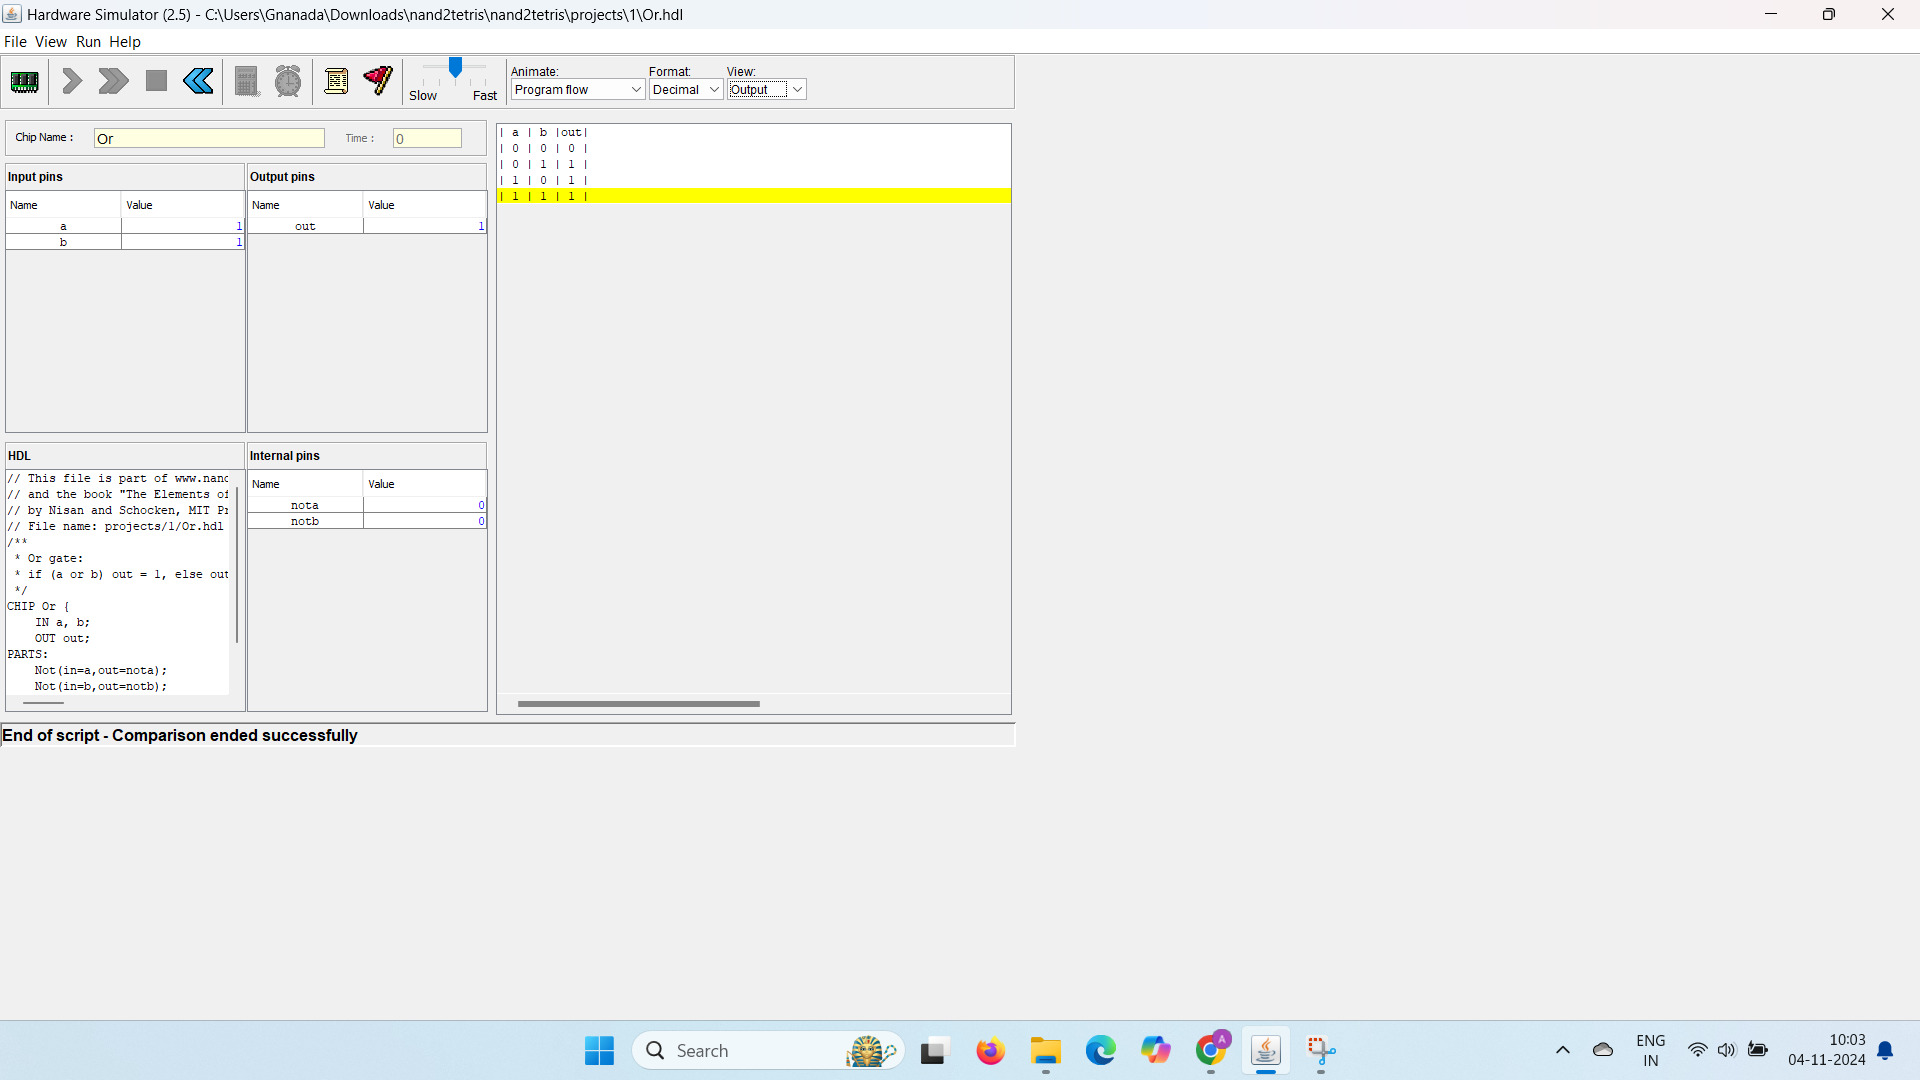 Hardware Simulator (2.5) - C:\Users\Gnanada\Downloads\nand2tetris\nand2tetris\projects\1\Or.hdl
File View Run Help
Slow Fast
Animate: Format: View:
Program flow Decimal Output
Chip Name : Or Time : 0
Input pins
Name Value
a 1
b 1
Output pins
Name Value
out 1
HDL
// This file is part of www.nand
// and the book "The Elements of
// by Nisan and Schocken, MIT Pr
// File name: projects/1/Or.hdl
/**
* Or gate:
* if (a or b) out = 1, else out
*/
CHIP Or {
IN a, b;
OUT out;
PARTS:
Not(in=a,out=nota);
Not(in=b,out=notb);
Internal pins
Name Value
nota 0
notb 0
| a | b |out|
| 0 | 0 | 0 |
| 0 | 1 | 1 |
| 1 | 0 | 1 |
| 1 | 1 | 1 |
End of script - Comparison ended successfully
Search
A
ENG
IN
10:03
04-11-2024